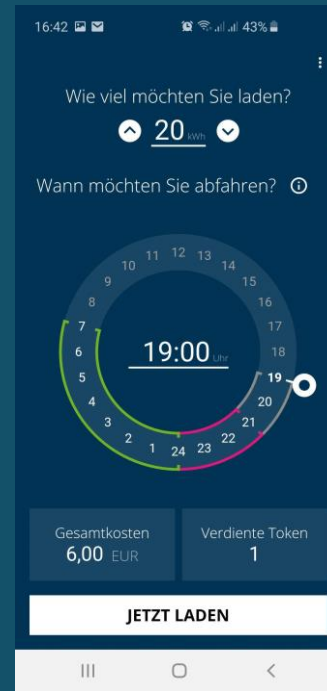 16:42 43%
Wie viel möchten Sie laden?
20 kWh
Wann möchten Sie abfahren?
10 11 12 13 14
9 15
8 16
7 17
6 19:00 Uhr 18
5 19
4 20
3 21
2 1 24 23 22
Gesamtkosten Verdiente Token
6,00 EUR 1
JETZT LADEN